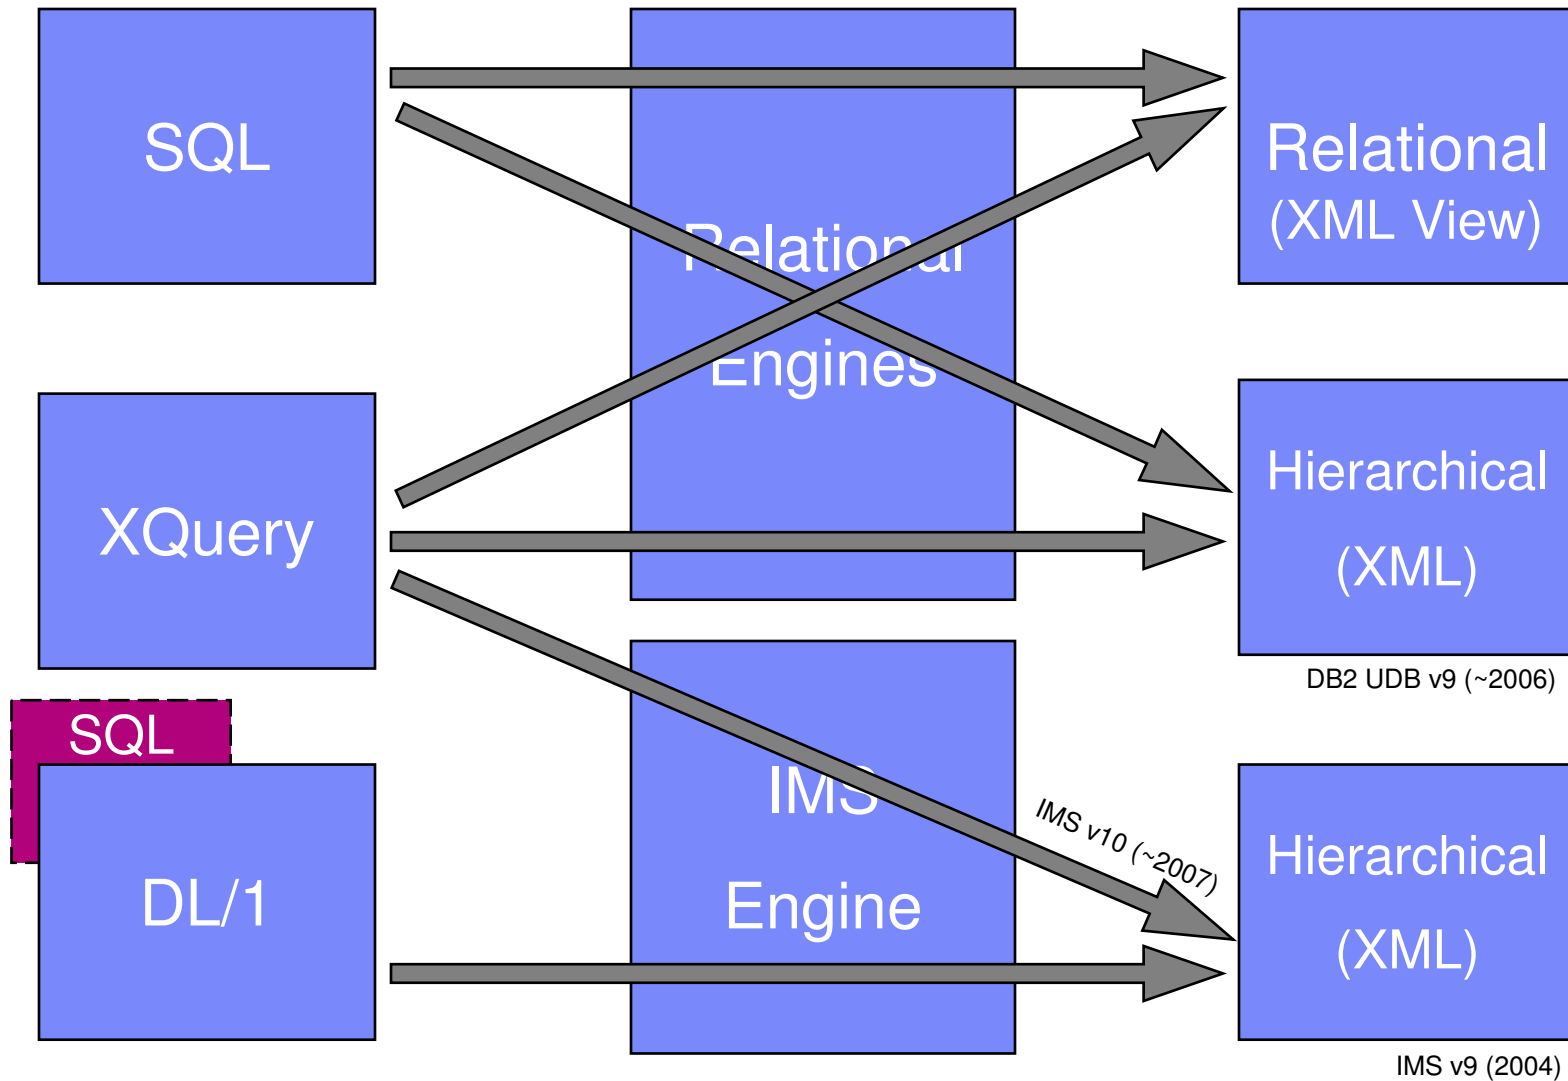 SQL
Relational
(XML View)
Relational
Engines
XQuery
Hierarchical
(XML)
DB2 UDB v9 (~2006)
SQL
DL/1
IMS
Engine
IMS v10 (~2007)
Hierarchical
(XML)
IMS v9 (2004)